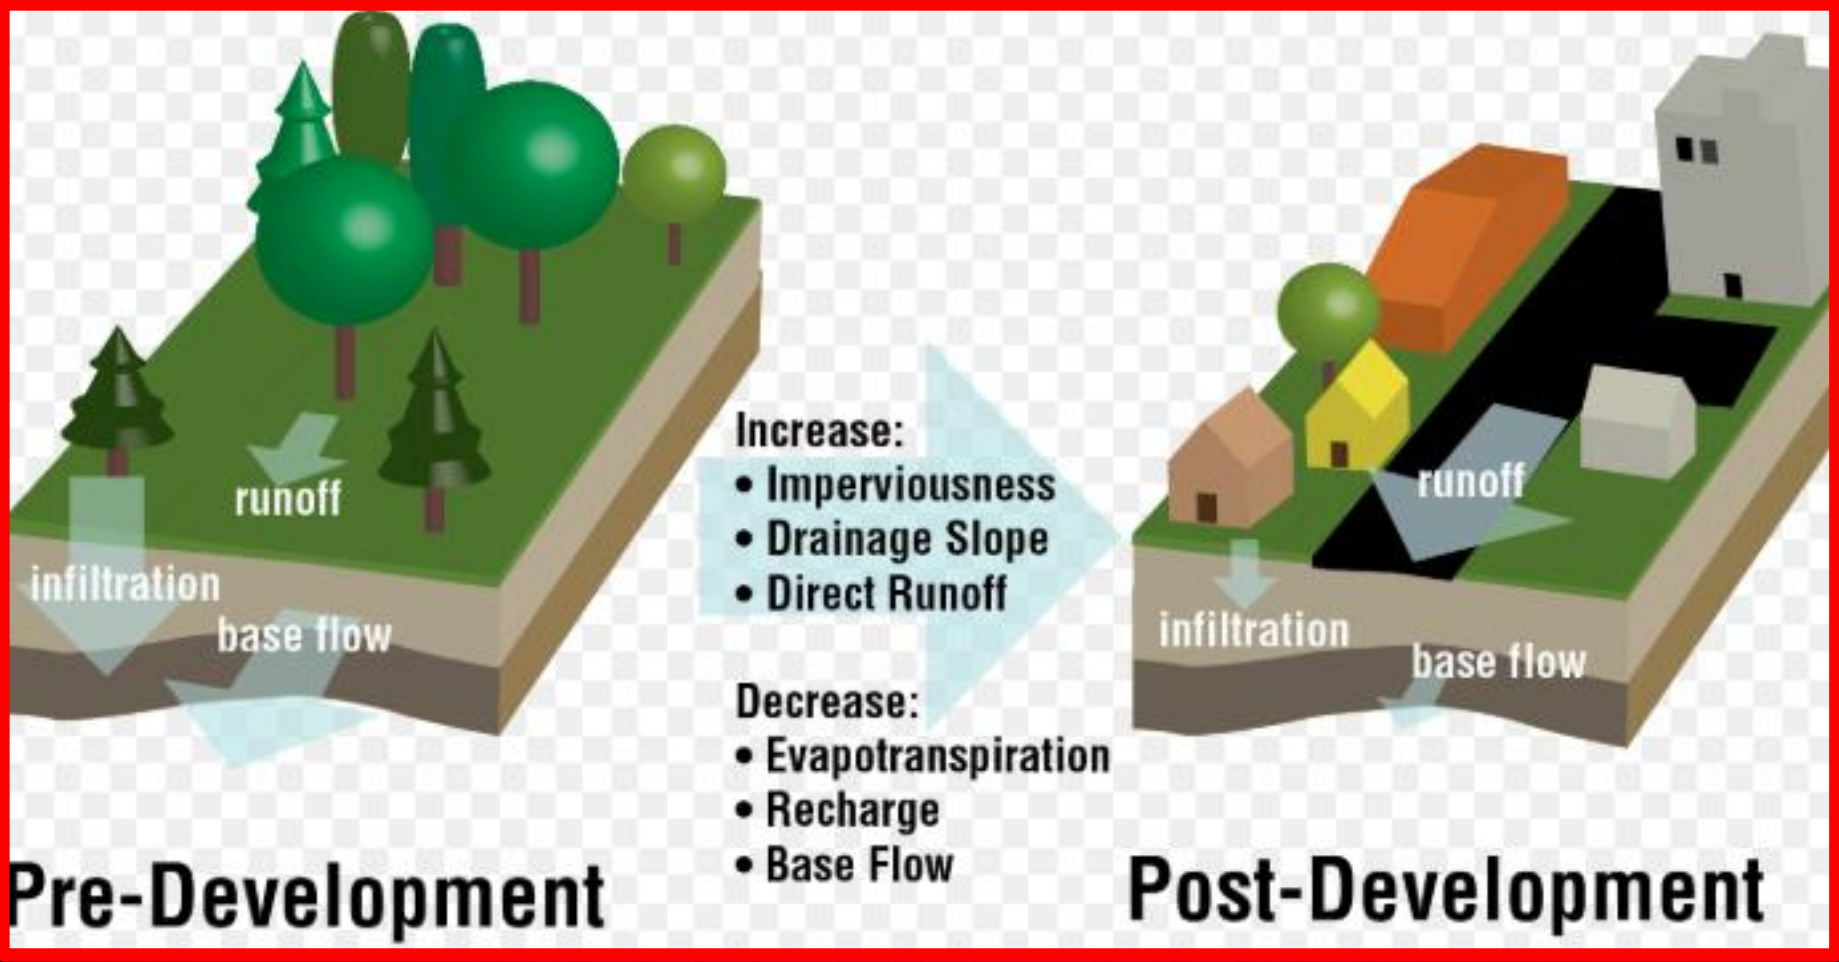 runoff
infiltration
base flow
Pre-Development
Increase:
• Imperviousness
• Drainage Slope
• Direct Runoff
Decrease:
• Evapotranspiration
• Recharge
• Base Flow
runoff
infiltration
base flow
Post-Development